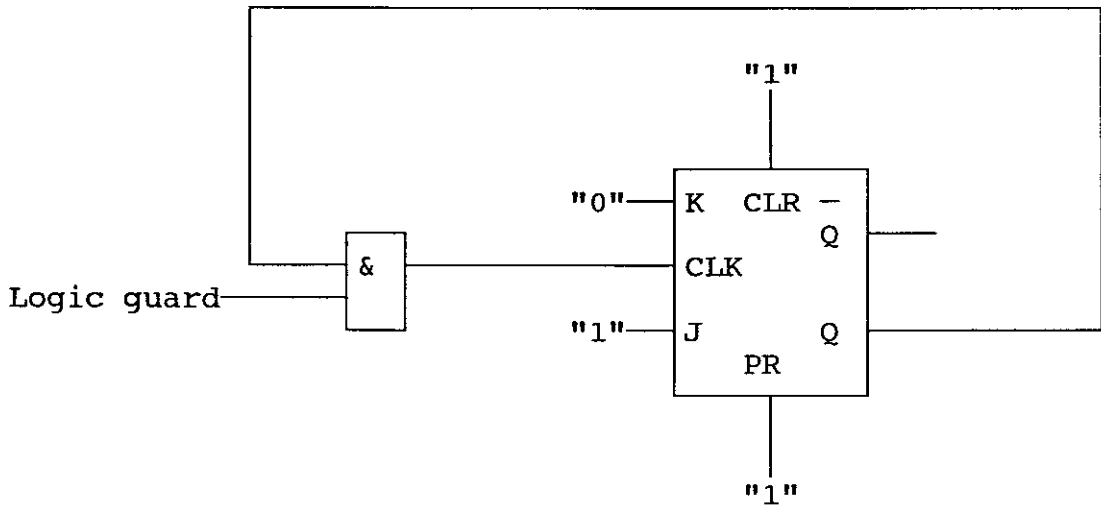 "1"
"0" K CLR
Q
& CLK
Logic guard
"1" J Q
PR
"1"